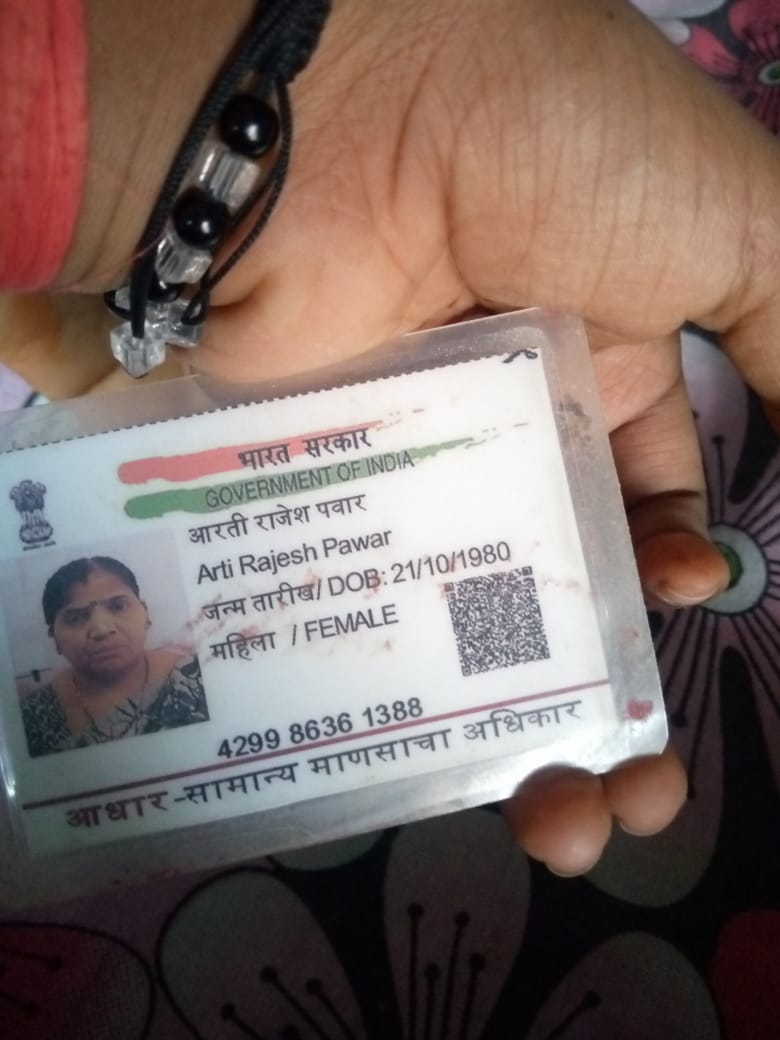 भारत सरकार
GOVERNMENT OF INDIA
आरती राजेश पवार
Arti Rajesh Pawar
जन्म तारीख/ DOB: 21/10/1980
महिला / FEMALE
4299 8636 1388
आधार-सामान्य माणसाचा अधिकार